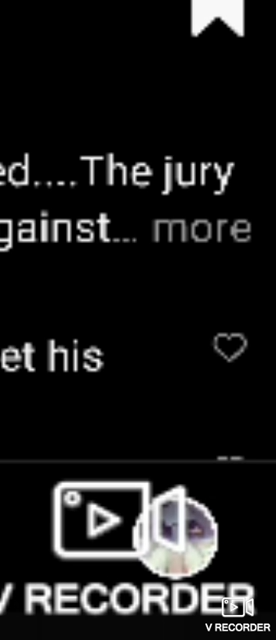 ed....The jury
gainst... more
et his
V RECORDER
V RECORDER